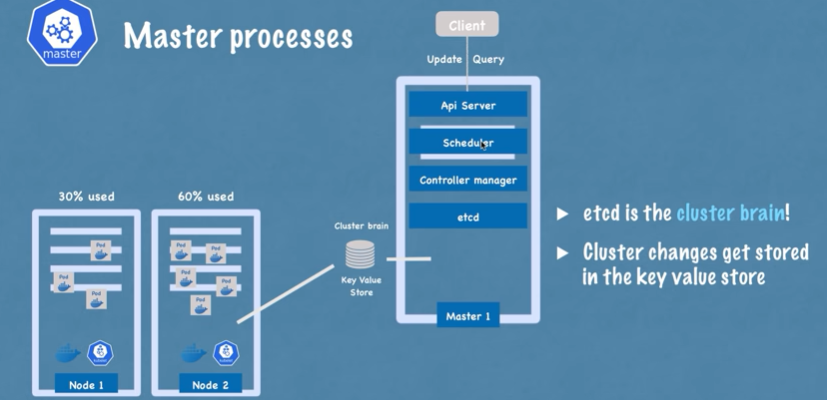 master
Master processes
Client
Update Query
Api Server
Scheduler
Controller manager
etcd
Master 1
30% used
60% used
Pod
Pod
Pod
Pod
Pod
Pod
Pod
Pod
Node 1
Node 2
Cluster brain
Key Value
Store
etcd is the cluster brain!
Cluster changes get stored
in the key value store